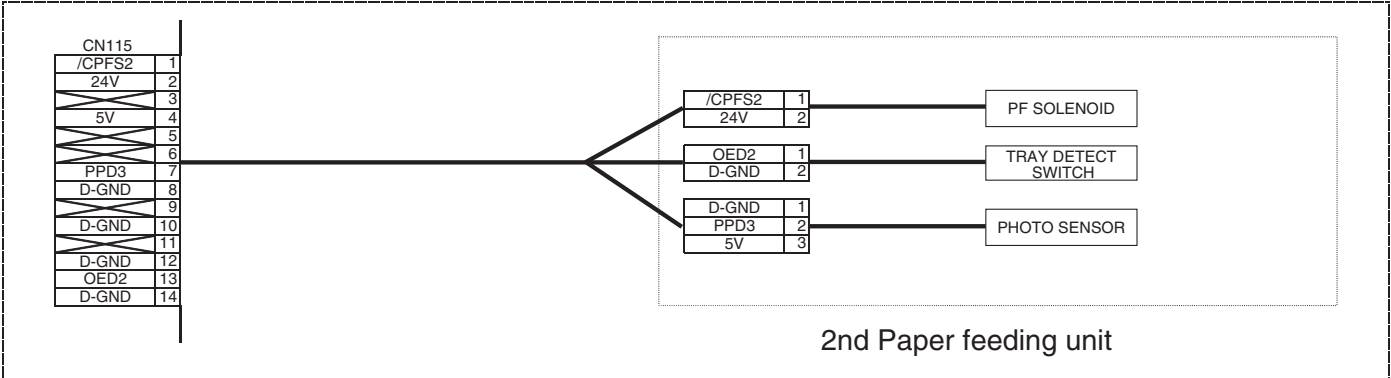 CN115
/CPFS2 1
24V 2
3
5V 4
5
6
PPD3 7
D-GND 8
9
D-GND 10
11
D-GND 12
OED2 13
D-GND 14
/CPFS2 1
24V 2
PF SOLENOID
OED2 1
D-GND 2
TRAY DETECT
SWITCH
D-GND 1
PPD3 2
5V 3
PHOTO SENSOR
2nd Paper feeding unit